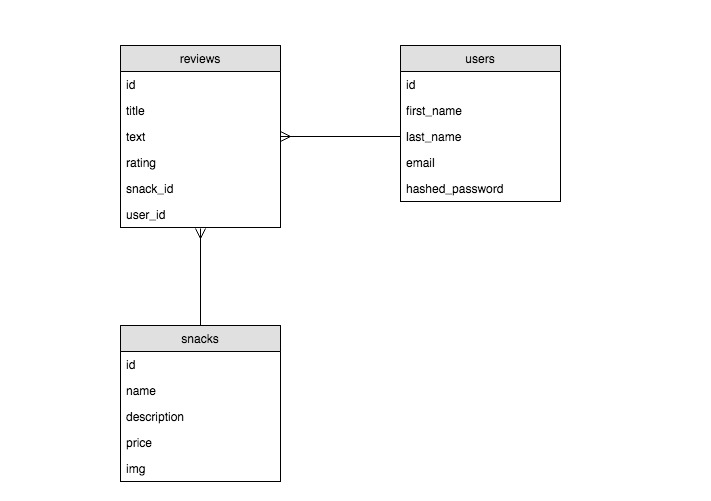 reviews
id
title
text
rating
snack_id
user_id
users
id
first_name
last_name
email
hashed_password
snacks
id
name
description
price
img